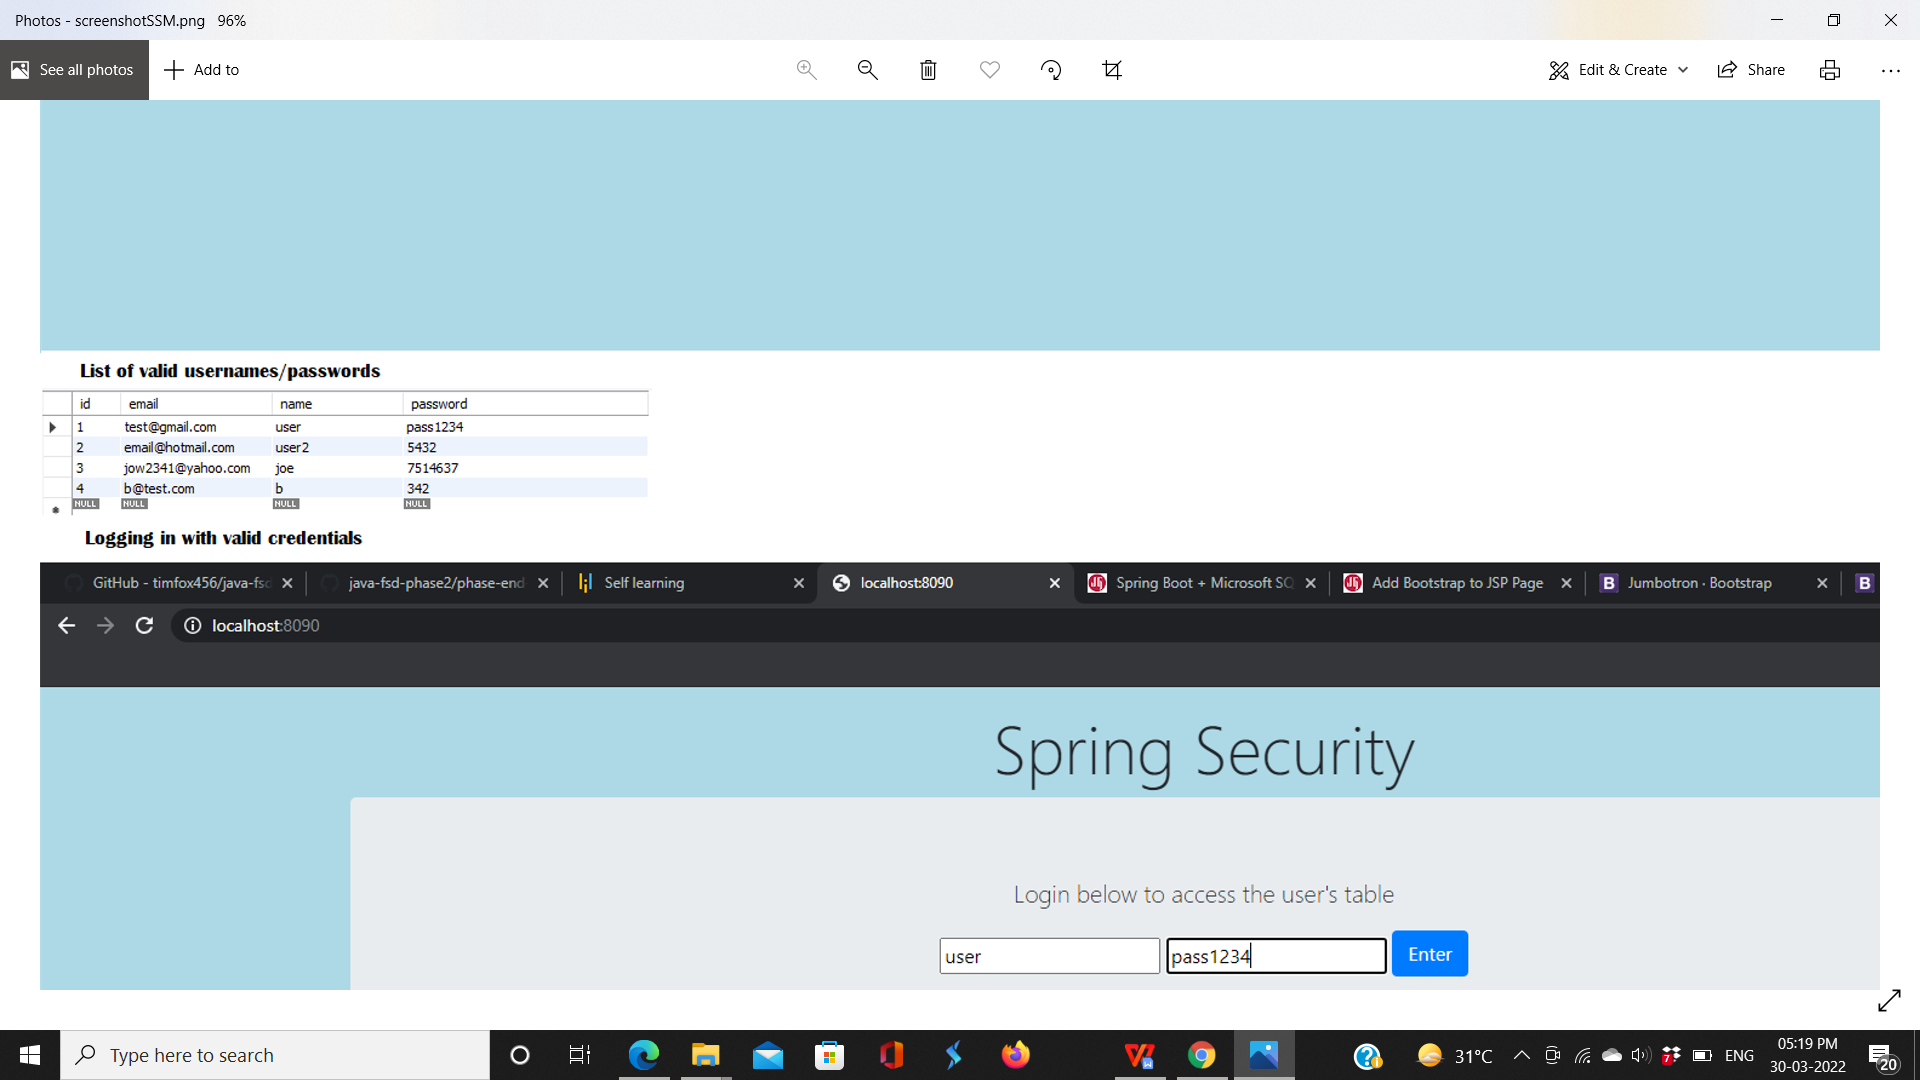 Photos - screenshotSSM.png 96%
See all photos
Add to
Edit & Create
Share
List of valid usernames/passwords
id email name password
1 test@gmail.com user pass1234
2 email@hotmail.com user2 5432
3 jow2341@yahoo.com joe 7514637
4 b@test.com b 342
NULL NULL NULL NULL
Logging in with valid credentials
GitHub - timfox456/java-fsd
java-fsd-phase2/phase-end
Self learning
localhost:8090
Spring Boot + Microsoft SQ
Add Bootstrap to JSP Page
B Jumbotron · Bootstrap
B
localhost:8090
Spring Security
Login below to access the user's table
user pass1234 Enter
Type here to search
31°C
7
ENG
05:19 PM
30-03-2022
20